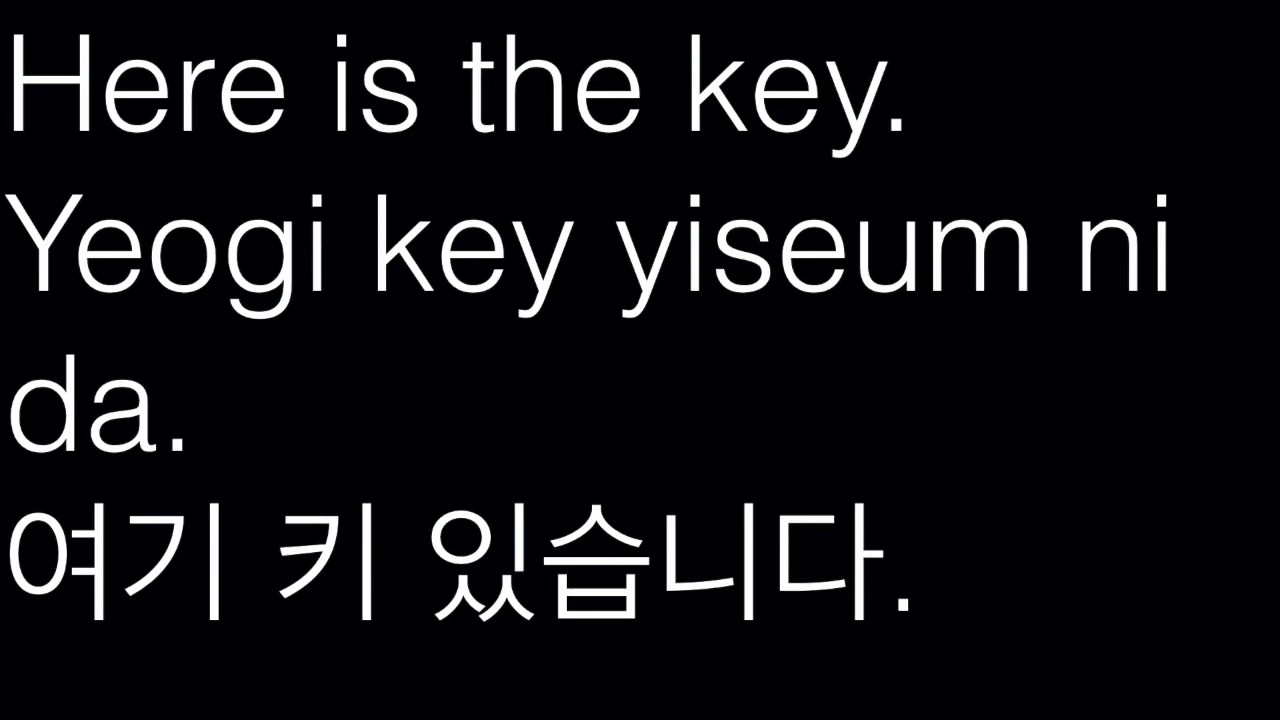 Here is the key.
Yeogi key yiseum ni
da.
여기 키 있습니다.